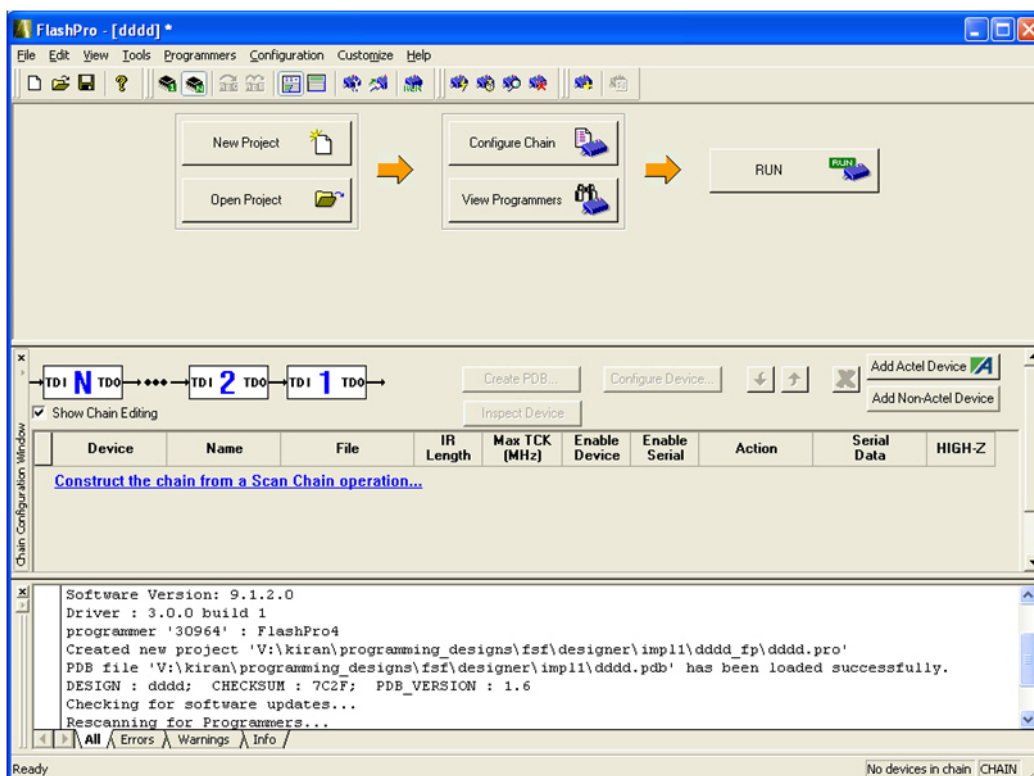 FlashPro - [dddd] *
File Edit View Tools Programmers Configuration Customize Help
New Project
Configure Chain
RUN
RUN
Open Project
View Programmers
TDI N TDO TDI 2 TDO TDI 1 TDO
Create PDB...
Configure Device...
Add Actel Device
Show Chain Editing
Inspect Device
Add Non-Actel Device
Chain Configuration Window
Device Name File IR Length Max TCK (MHz) Enable Device Enable Serial Action Serial Data HIGH-Z
Construct the chain from a Scan Chain operation...
Software Version: 9.1.2.0
Driver : 3.0.0 build 1
programmer '30964' : FlashPro4
Created new project 'V:\kiran\programming_designs\fsf\designer\impl1\dddd_fp\dddd.pro'
PDB file 'V:\kiran\programming_designs\fsf\designer\impl1\dddd.pdb' has been loaded successfully.
DESIGN : dddd; CHECKSUM : 7C2F; PDB_VERSION : 1.6
Checking for software updates...
Rescanning for Programmers...
All Errors Warnings Info
Ready
No devices in chain CHAIN